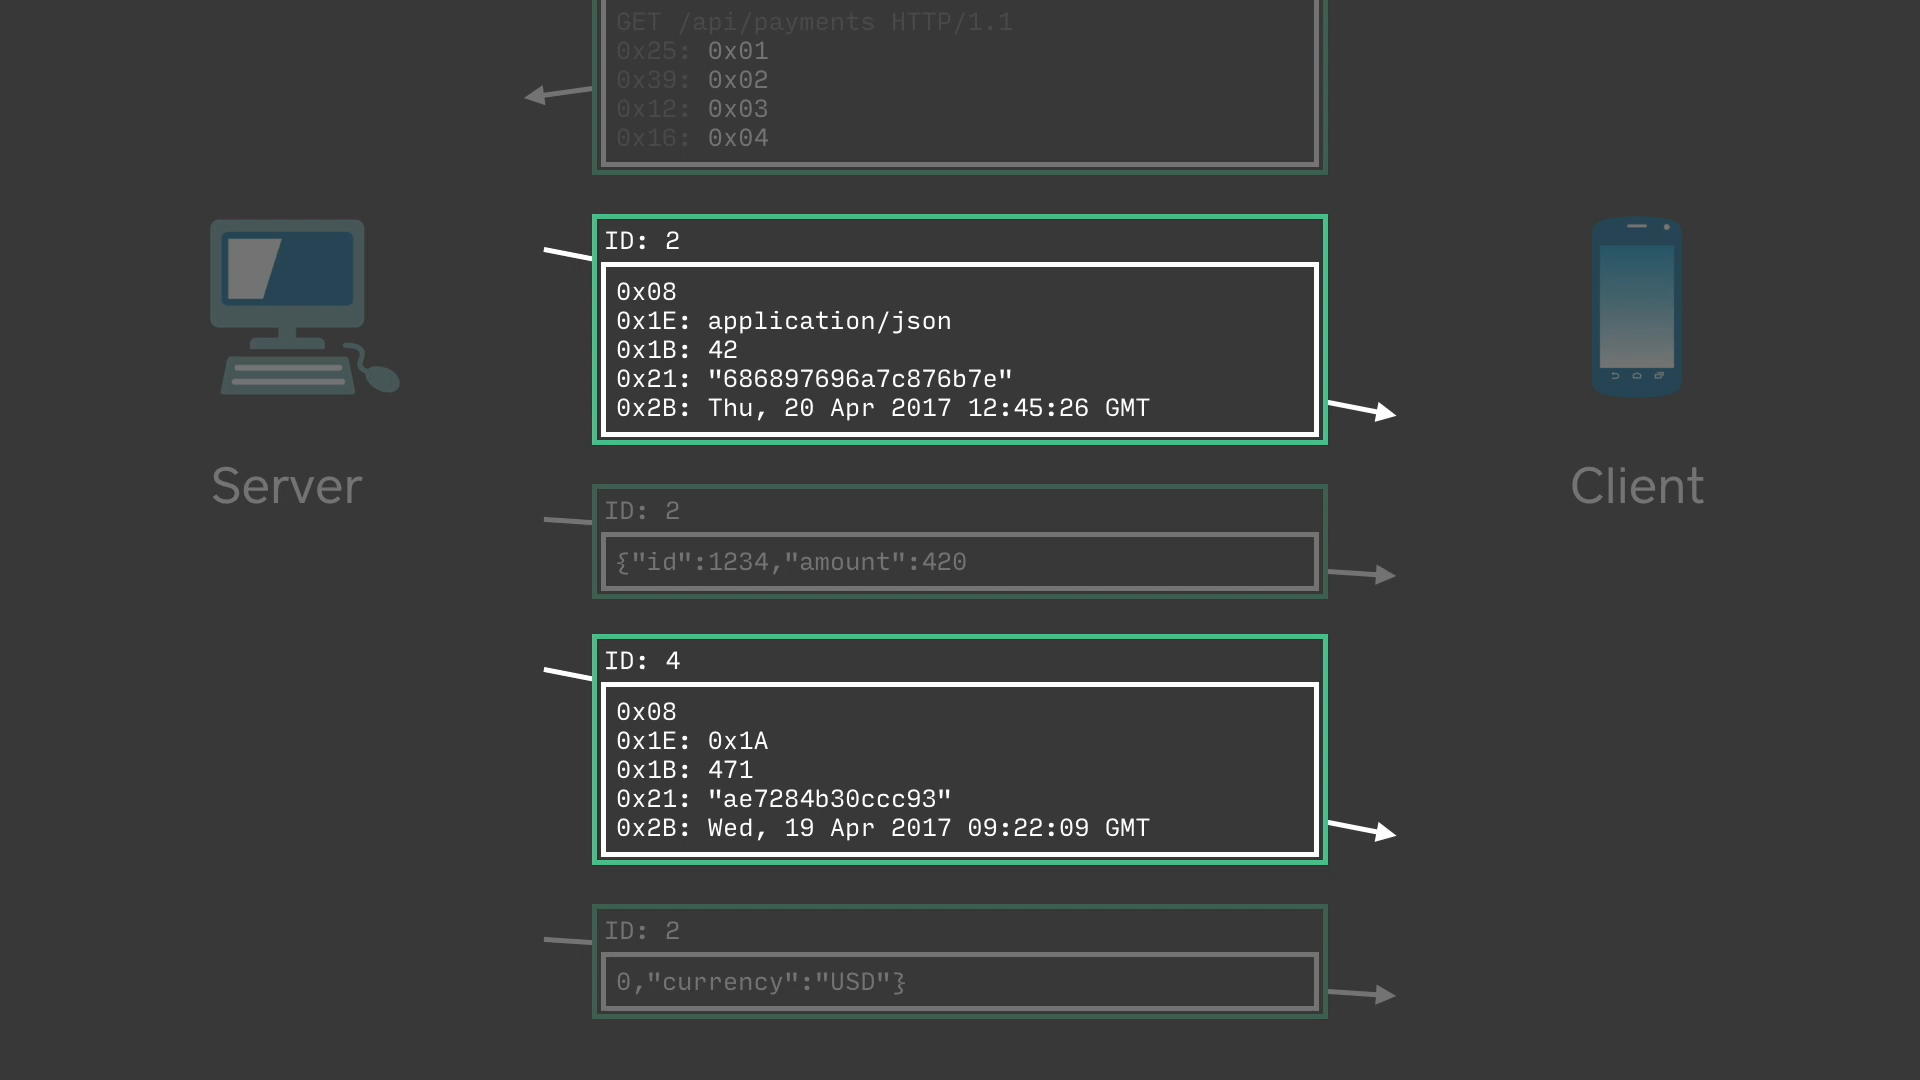 GET /api/payments HTTP/1.1
0x25: 0x01
0x39: 0x02
0x12: 0x03
0x16: 0x04
ID: 2
0x08
0x1E: application/json
0x1B: 42
0x21: "686897696a7c876b7e"
0x2B: Thu, 20 Apr 2017 12:45:26 GMT
Server
Client
ID: 2
{"id":1234,"amount":420
ID: 4
0x08
0x1E: 0x1A
0x1B: 471
0x21: "ae7284b30ccc93"
0x2B: Wed, 19 Apr 2017 09:22:09 GMT
ID: 2
0,"currency":"USD"}